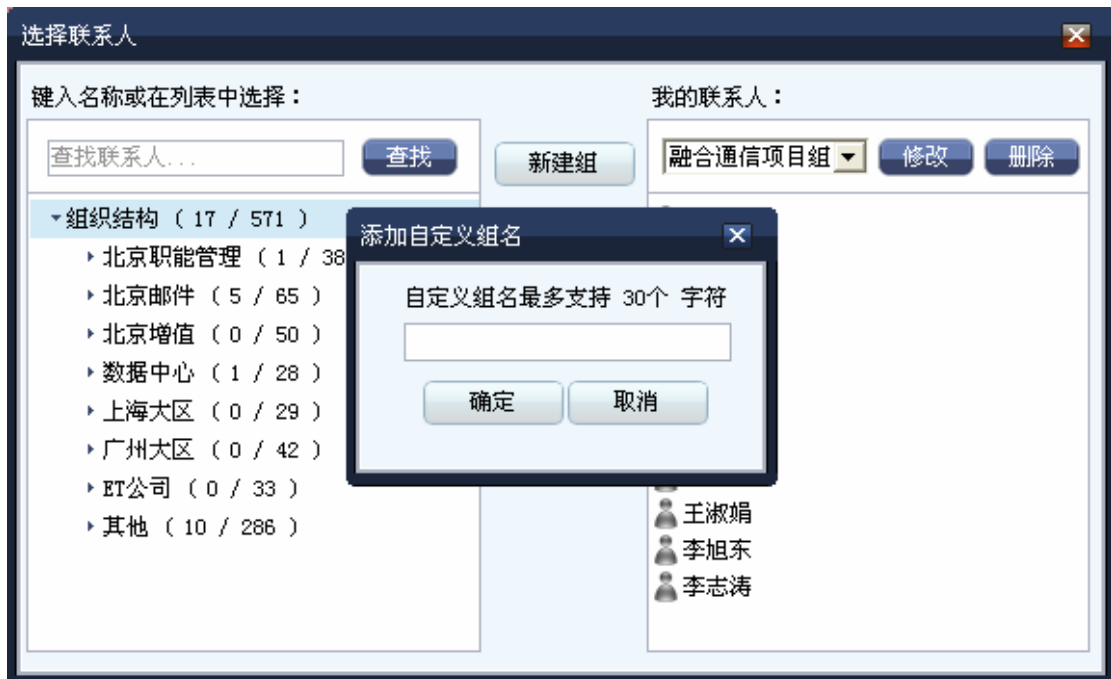 选择联系人
键入名称或在列表中选择：
我的联系人：
查找联系人...
查找
新建组
融合通信项目组
修改
删除
组织结构 ( 17 / 571 )
北京职能管理 ( 1 / 38
北京邮件 ( 5 / 65 )
北京增值 ( 0 / 50 )
数据中心 ( 1 / 28 )
上海大区 ( 0 / 29 )
广州大区 ( 0 / 42 )
ET公司 ( 0 / 33 )
其他 ( 10 / 286 )
添加自定义组名
自定义组名最多支持 30个 字符
确定
取消
王淑娟
李旭东
李志涛